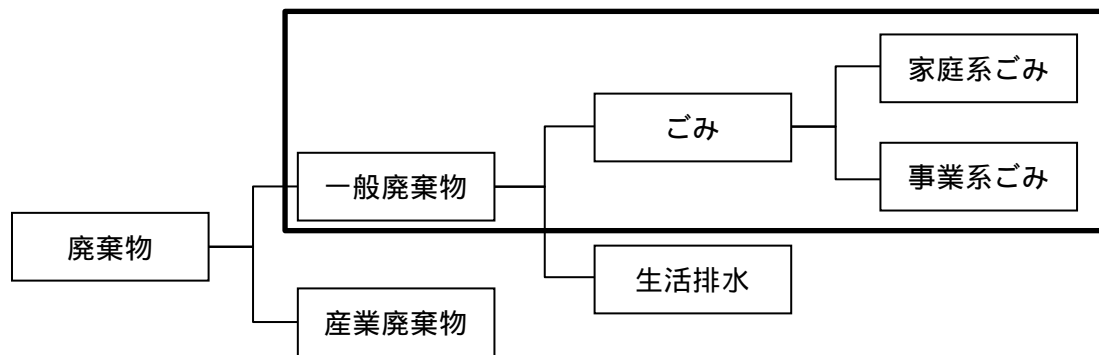 家庭系ごみ
ごみ
事業系ごみ
一般廃棄物
廃棄物
生活排水
産業廃棄物